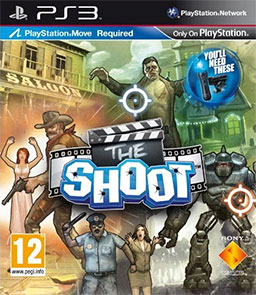 PS3
PlayStation®Network
PlayStation®Move Required
Only On PlayStation®
YOU'LL
NEED
THESE
SALOON
THE
SHOOT
12
www.pegi.info
SONY